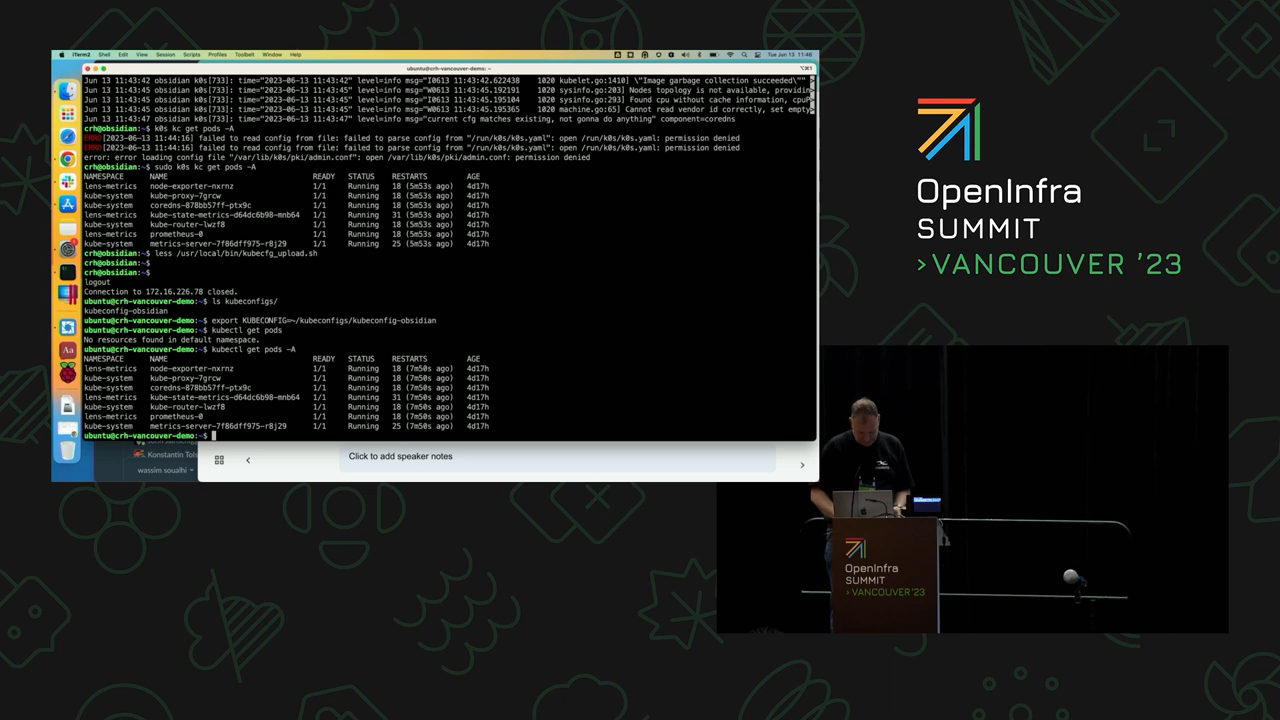 iTerm2 Shell Edit View Session Scripts Profiles Toolbelt Window Help
Tue Jun 13 11:46
ubuntu@crh-vancouver-demo: ~
Jun 13 11:43:42 obsidian k0s[733]: time="2023-06-13 11:43:42" level=info msg="I0613 11:43:42.622438 1020 kubelet.go:1410] \"Image garbage collection succeeded\""
Jun 13 11:43:45 obsidian k0s[733]: time="2023-06-13 11:43:45" level=info msg="W0613 11:43:45.192191 1020 sysinfo.go:203] Nodes topology is not available, providin
Jun 13 11:43:45 obsidian k0s[733]: time="2023-06-13 11:43:45" level=info msg="W0613 11:43:45.195104 1020 sysinfo.go:293] Found cpu without cache information, cpuP
Jun 13 11:43:45 obsidian k0s[733]: time="2023-06-13 11:43:45" level=info msg="W0613 11:43:45.195365 1020 machine.go:65] Cannot read vendor id correctly, set empty
Jun 13 11:43:47 obsidian k0s[733]: time="2023-06-13 11:43:47" level=info msg="current cfg matches existing, not gonna do anything" component=coredns
crh@obsidian:~$ k0s kc get pods -A
ERRO[2023-06-13 11:44:16] failed to read config from file: failed to parse config from "/run/k0s/k0s.yaml": open /run/k0s/k0s.yaml: permission denied
ERRO[2023-06-13 11:44:16] failed to read config from file: failed to parse config from "/run/k0s/k0s.yaml": open /run/k0s/k0s.yaml: permission denied
error: error loading config file "/var/lib/k0s/pki/admin.conf": open /var/lib/k0s/pki/admin.conf: permission denied
crh@obsidian:~$ sudo k0s kc get pods -A
NAMESPACE NAME READY STATUS RESTARTS AGE
lens-metrics node-exporter-nxrnz 1/1 Running 18 (5m53s ago) 4d17h
kube-system kube-proxy-7grcw 1/1 Running 18 (5m53s ago) 4d17h
kube-system coredns-878bb57ff-ptx9c 1/1 Running 18 (5m53s ago) 4d17h
lens-metrics kube-state-metrics-d64dc6b98-mnb64 1/1 Running 31 (5m53s ago) 4d17h
kube-system kube-router-lwzf8 1/1 Running 18 (5m53s ago) 4d17h
lens-metrics prometheus-0 1/1 Running 18 (5m53s ago) 4d17h
kube-system metrics-server-7f86dff975-r8j29 1/1 Running 25 (5m53s ago) 4d17h
crh@obsidian:~$ less /usr/local/bin/kubecfg_upload.sh
crh@obsidian:~$
crh@obsidian:~$
logout
Connection to 172.16.226.78 closed.
ubuntu@crh-vancouver-demo:~$ ls kubeconfigs/
kubeconfig-obsidian
ubuntu@crh-vancouver-demo:~$ export KUBECONFIG=~/kubeconfigs/kubeconfig-obsidian
ubuntu@crh-vancouver-demo:~$ kubectl get pods
No resources found in default namespace.
ubuntu@crh-vancouver-demo:~$ kubectl get pods -A
NAMESPACE NAME READY STATUS RESTARTS AGE
lens-metrics node-exporter-nxrnz 1/1 Running 18 (7m50s ago) 4d17h
kube-system kube-proxy-7grcw 1/1 Running 18 (7m50s ago) 4d17h
kube-system coredns-878bb57ff-ptx9c 1/1 Running 18 (7m50s ago) 4d17h
lens-metrics kube-state-metrics-d64dc6b98-mnb64 1/1 Running 31 (7m50s ago) 4d17h
kube-system kube-router-lwzf8 1/1 Running 18 (7m50s ago) 4d17h
lens-metrics prometheus-0 1/1 Running 18 (7m50s ago) 4d17h
kube-system metrics-server-7f86dff975-r8j29 1/1 Running 25 (7m50s ago) 4d17h
ubuntu@crh-vancouver-demo:~$
Konstantin Tols
wassim soualhi
Click to add speaker notes
OpenInfra
SUMMIT
>VANCOUVER '23
OpenInfra
SUMMIT
>VANCOUVER '23